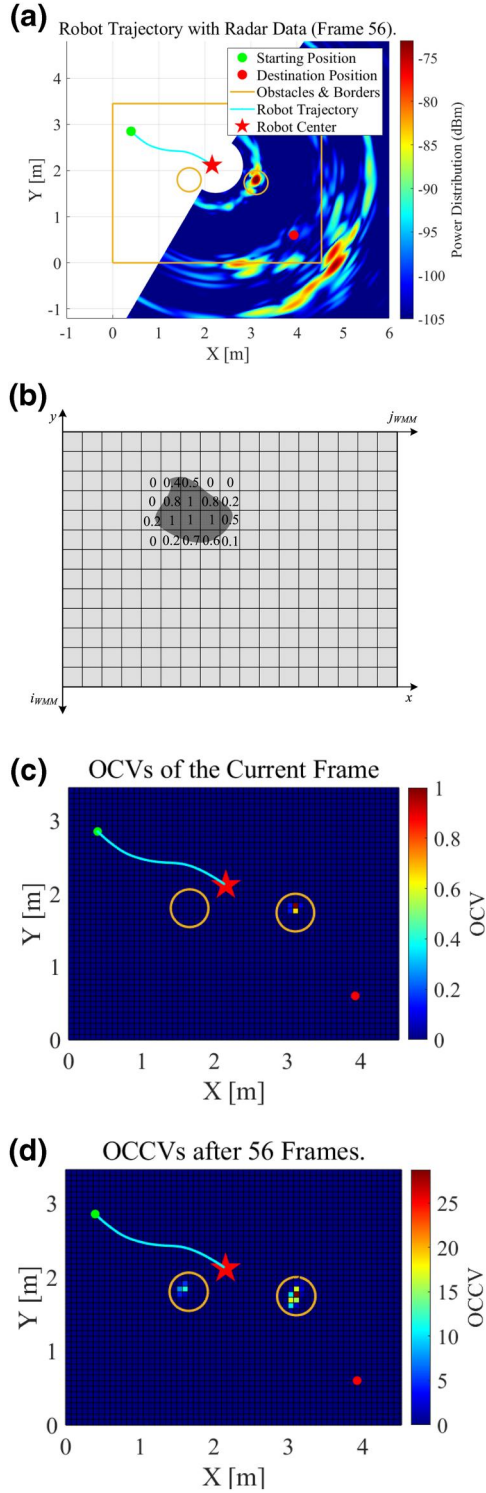 (a)
Robot Trajectory with Radar Data (Frame 56).
Starting Position
Destination Position
Obstacles & Borders
Robot Trajectory
Robot Center
4
3
2
1
0
-1
Y [m]
-1 0 1 2 3 4 5 6
X [m]
-75
-80
-85
-90
-95
-100
-105
Power Distribution (dBm)
(b)
y
jWMM
0 0.4 0.5 0 0
0 0.8 1 0.8 0.2
0.2 1 1 1 0.5
0 0.2 0.7 0.6 0.1
iWMM
x
(c)
OCVs of the Current Frame
3
2
1
0
Y [m]
0 1 2 3 4
X [m]
1
0.8
0.6
0.4
0.2
0
OCV
(d)
OCCVs after 56 Frames.
3
2
1
0
Y [m]
0 1 2 3 4
X [m]
25
20
15
10
5
0
OCCV